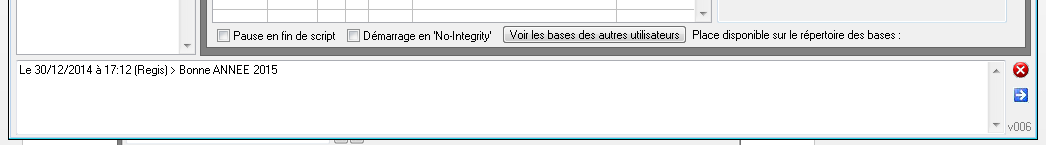 Pause en fin de script Démarrage en 'No-Integrity' Voir les bases des autres utilisateurs Place disponible sur le répertoire des bases :
Le 30/12/2014 à 17:12 (Regis) > Bonne ANNEE 2015
v006